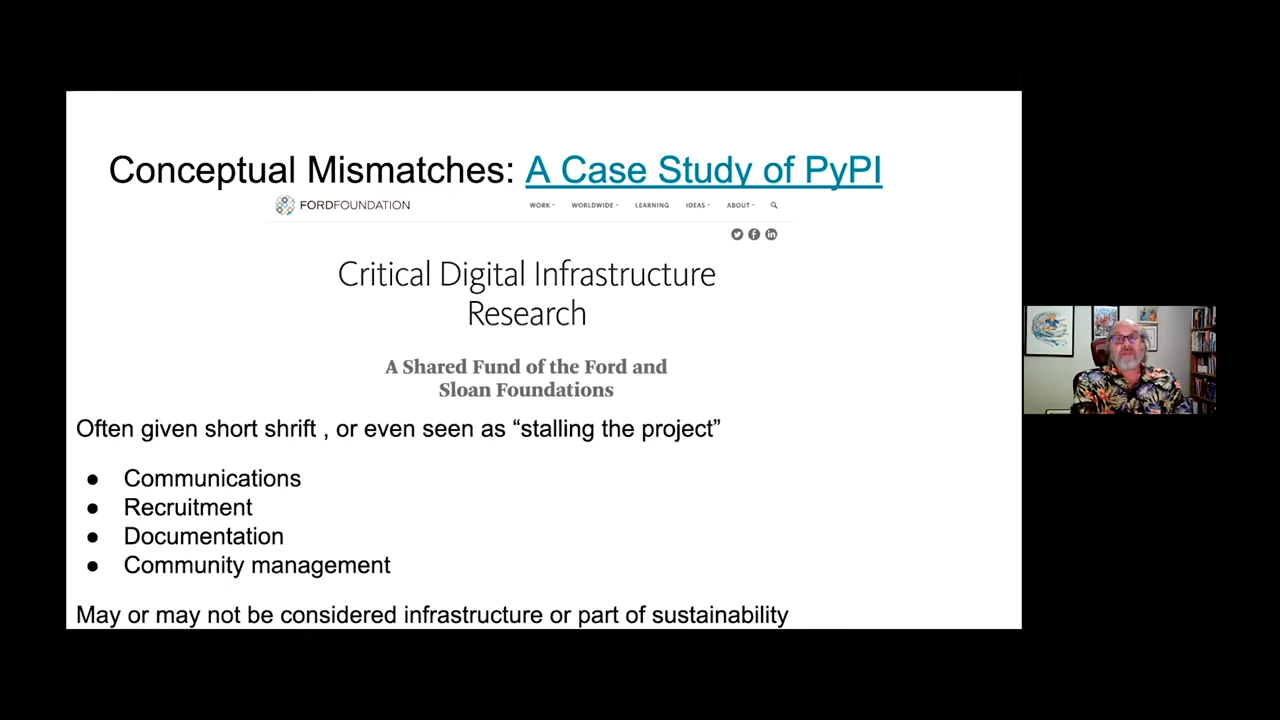 Conceptual Mismatches: A Case Study of PyPI
FORDFOUNDATION
WORK WORLDWIDE LEARNING IDEAS ABOUT
Critical Digital Infrastructure
Research
A Shared Fund of the Ford and
Sloan Foundations
Often given short shrift , or even seen as “stalling the project”
● Communications
● Recruitment
● Documentation
● Community management
May or may not be considered infrastructure or part of sustainability